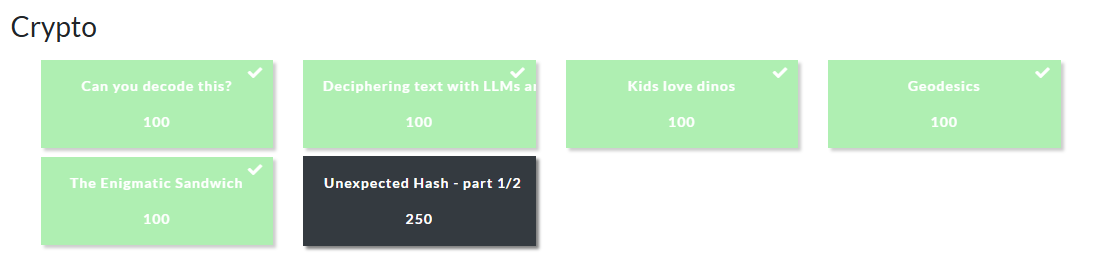 Crypto
Can you decode this?
100
Deciphering text with LLMs
100
Kids love dinos
100
Geodesics
100
The Enigmatic Sandwich
100
Unexpected Hash - part 1/2
250